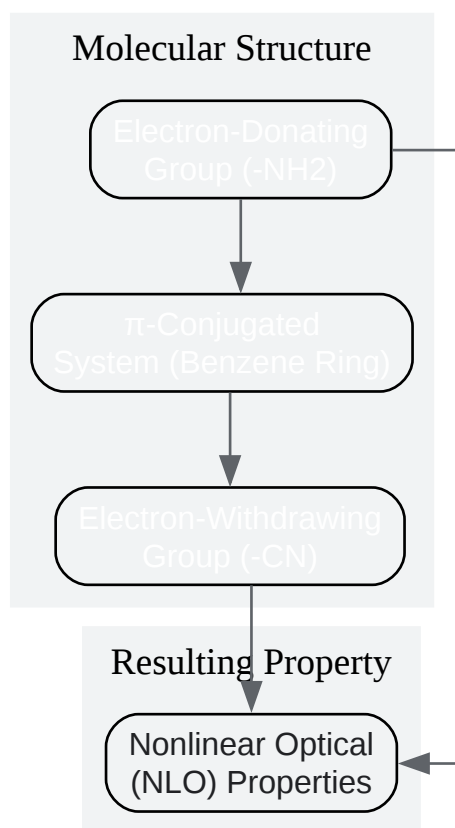 Molecular Structure
Electron-Donating
Group (-NH2)
π-Conjugated
System (Benzene Ring)
Electron-Withdrawing
Group (-CN)
Resulting Property
Nonlinear Optical
(NLO) Properties